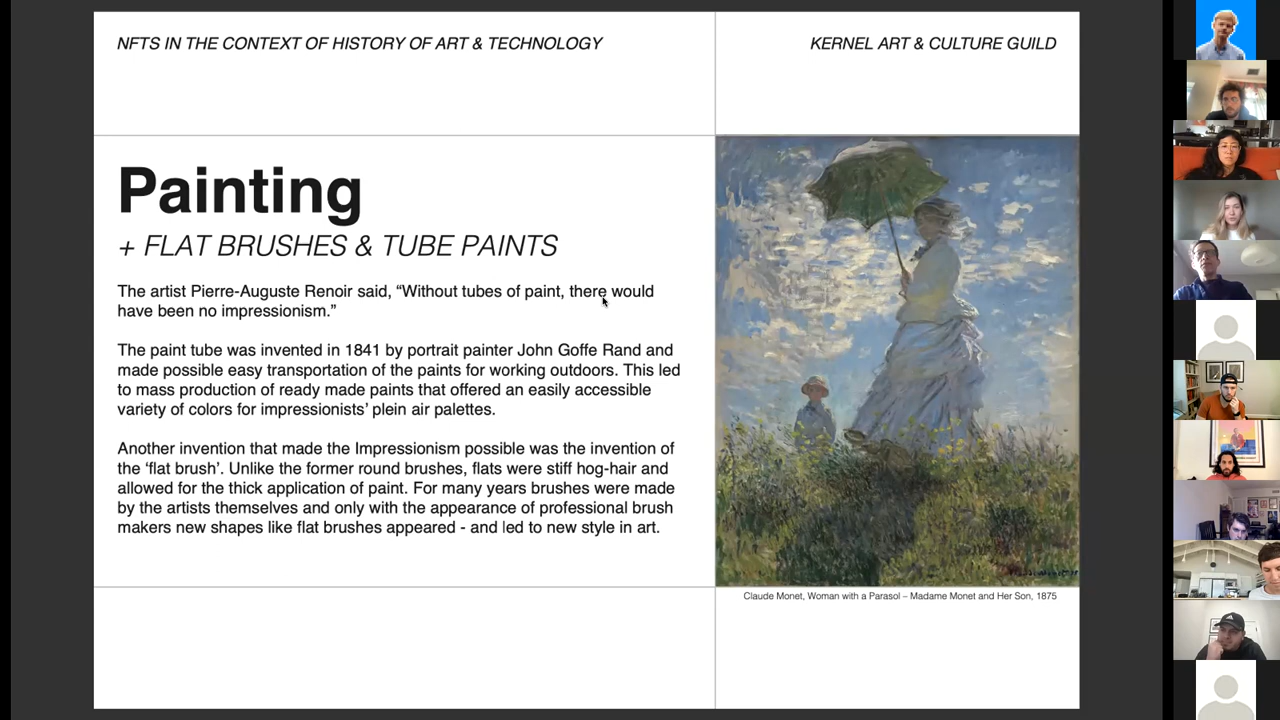 NFTS IN THE CONTEXT OF HISTORY OF ART & TECHNOLOGY
KERNEL ART & CULTURE GUILD
Painting
+ FLAT BRUSHES & TUBE PAINTS
The artist Pierre-Auguste Renoir said, “Without tubes of paint, there would
have been no impressionism.”
The paint tube was invented in 1841 by portrait painter John Goffe Rand and
made possible easy transportation of the paints for working outdoors. This led
to mass production of ready made paints that offered an easily accessible
variety of colors for impressionists’ plein air palettes.
Another invention that made the Impressionism possible was the invention of
the ‘flat brush’. Unlike the former round brushes, flats were stiff hog-hair and
allowed for the thick application of paint. For many years brushes were made
by the artists themselves and only with the appearance of professional brush
makers new shapes like flat brushes appeared - and led to new style in art.
Claude Monet, Woman with a Parasol – Madame Monet and Her Son, 1875